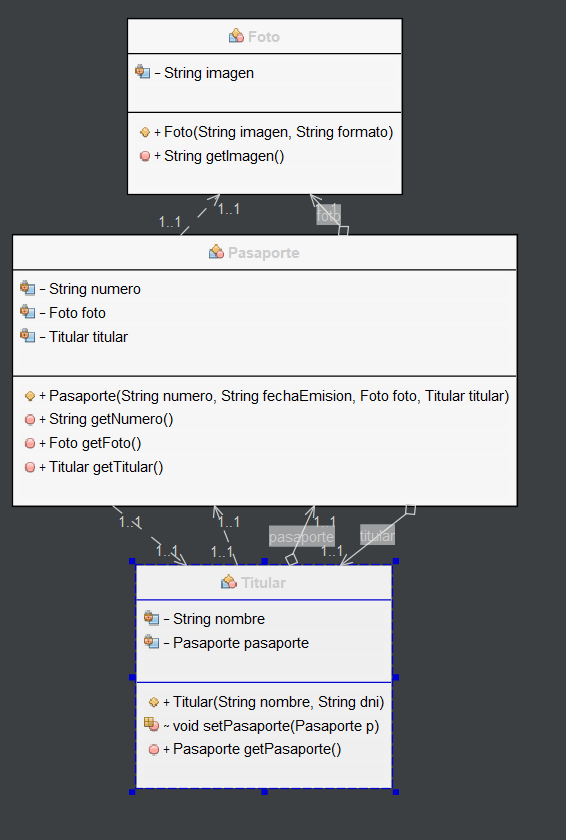 Foto
– String imagen
+ Foto(String imagen, String formato)
+ String getImagen()
1..1
1..1
1..1
foto
Pasaporte
– String numero
– Foto foto
– Titular titular
+ Pasaporte(String numero, String fechaEmision, Foto foto, Titular titular)
+ String getNumero()
+ Foto getFoto()
+ Titular getTitular()
1..1
1..1
1..1
pasaporte
titular
1..1
1..1
1..1
Titular
– String nombre
– Pasaporte pasaporte
+ Titular(String nombre, String dni)
~ void setPasaporte(Pasaporte p)
+ Pasaporte getPasaporte()